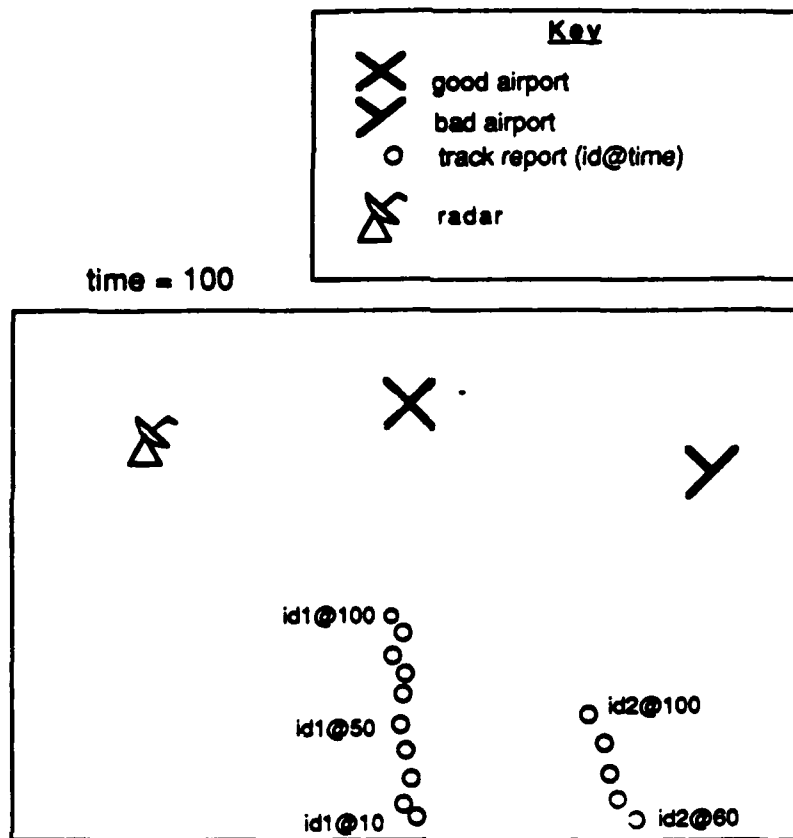 Key
good airport
bad airport
track report (id@time)
radar
time = 100
id1@100
id2@100
id1@50
id1@10
id2@60